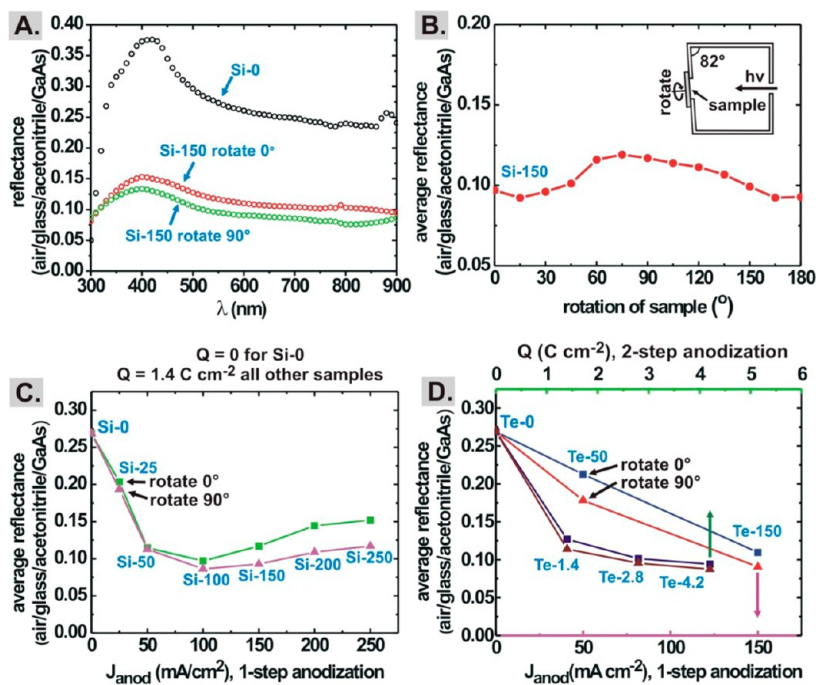 A.
reflectance
(air/glass/acetonitrile/GaAs)
0.40
0.35
0.30
0.25
0.20
0.15
0.10
0.05
0.00
Si-0
Si-150 rotate 0°
Si-150 rotate 90°
300 400 500 600 700 800 900
λ (nm)
B.
average reflectance
(air/glass/acetonitrile/GaAs)
0.20
0.15
0.10
0.05
82°
hν
rotate
sample
Si-150
0 30 60 90 120 150 180
rotation of sample (°)
Q = 0 for Si-0
Q = 1.4 C cm⁻² all other samples
C.
average reflectance
(air/glass/acetonitrile/GaAs)
0.30
0.25
0.20
0.15
0.10
0.05
0.00
Si-0
Si-25
rotate 0°
rotate 90°
Si-50
Si-100
Si-150
Si-200
Si-250
0 50 100 150 200 250
J_anod (mA/cm²), 1-step anodization
Q (C cm⁻²), 2-step anodization
0 1 2 3 4 5 6
D.
average reflectance
(air/glass/acetonitrile/GaAs)
0.30
0.25
0.20
0.15
0.10
0.05
0.00
Te-0
Te-50
rotate 0°
rotate 90°
Te-150
Te-1.4
Te-2.8
Te-4.2
0 50 100 150
J_anod(mA cm⁻²), 1-step anodization